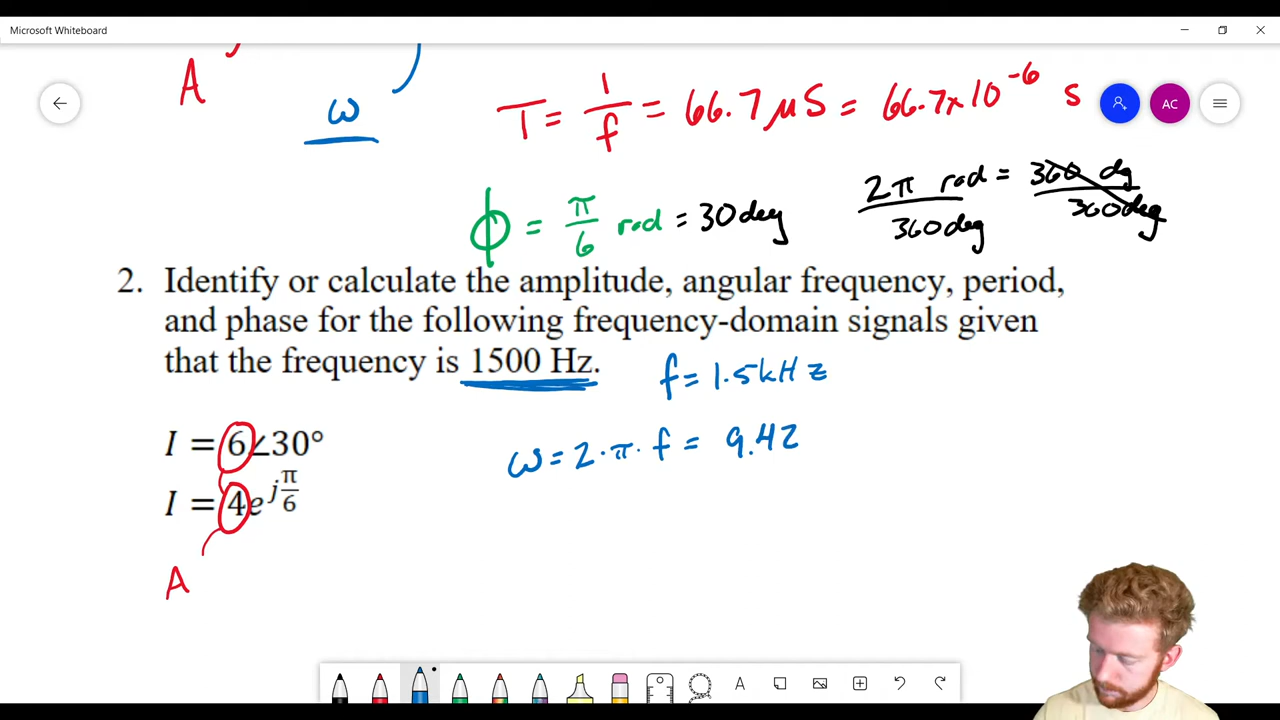 Microsoft Whiteboard
A
ω
T = 1/f = 66.7 μS = 66.7x10⁻⁶ s
AC
ϕ = π/6 rad = 30 deg
2π rad / 360deg = 360 dg / 360deg
2. Identify or calculate the amplitude, angular frequency, period,
and phase for the following frequency-domain signals given
that the frequency is 1500 Hz.
f = 1.5kHz
I = 6∠30°
ω = 2·π·f = 9.42
I = 4e^(jπ/6)
A
A